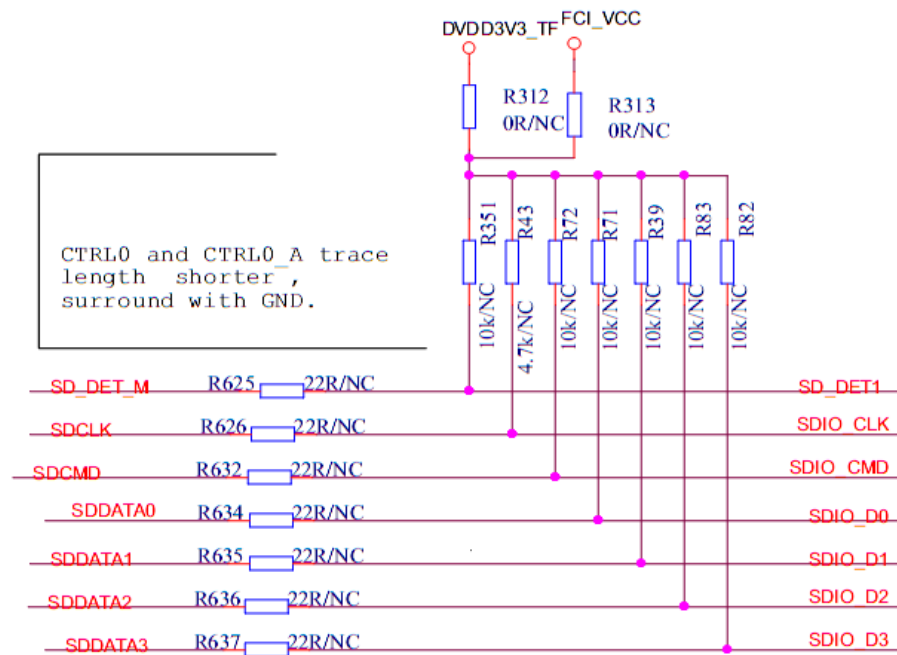 DVDD3V3_TF
FCI_VCC
R312
0R/NC
R313
0R/NC
R351
R43
R72
R71
R39
R83
R82
10k/NC
4.7k/NC
10k/NC
10k/NC
10k/NC
10k/NC
10k/NC
CTRL0 and CTRL0_A trace
length shorter ,
surround with GND.
SD_DET_M R625 22R/NC SD_DET1
SDCLK R626 22R/NC SDIO_CLK
SDCMD R632 22R/NC SDIO_CMD
SDDATA0 R634 22R/NC SDIO_D0
SDDATA1 R635 22R/NC SDIO_D1
SDDATA2 R636 22R/NC SDIO_D2
SDDATA3 R637 22R/NC SDIO_D3